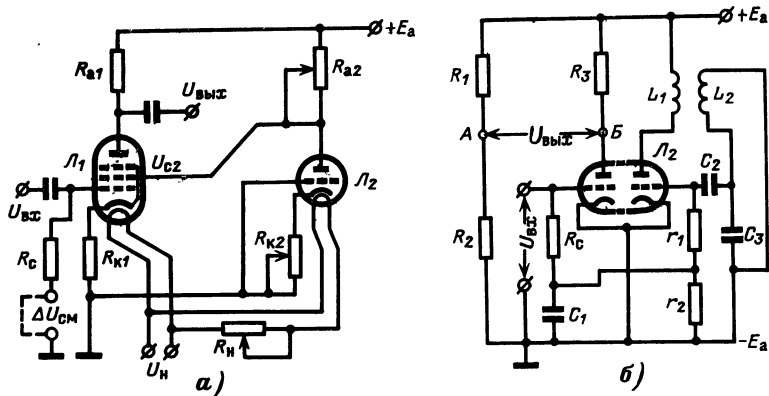 +Eа
Rа1
Rа2
Uвых
Л1
Uс2
Л2
Uвх
Rс
Rк1
Rк2
ΔUсм
Rн
Uн
а)
+Eа
R1
R3
L1
L2
А
Uвых
Б
Л2
C2
Uвх
R2
Rс
r1
C3
C1
r2
-Eа
б)